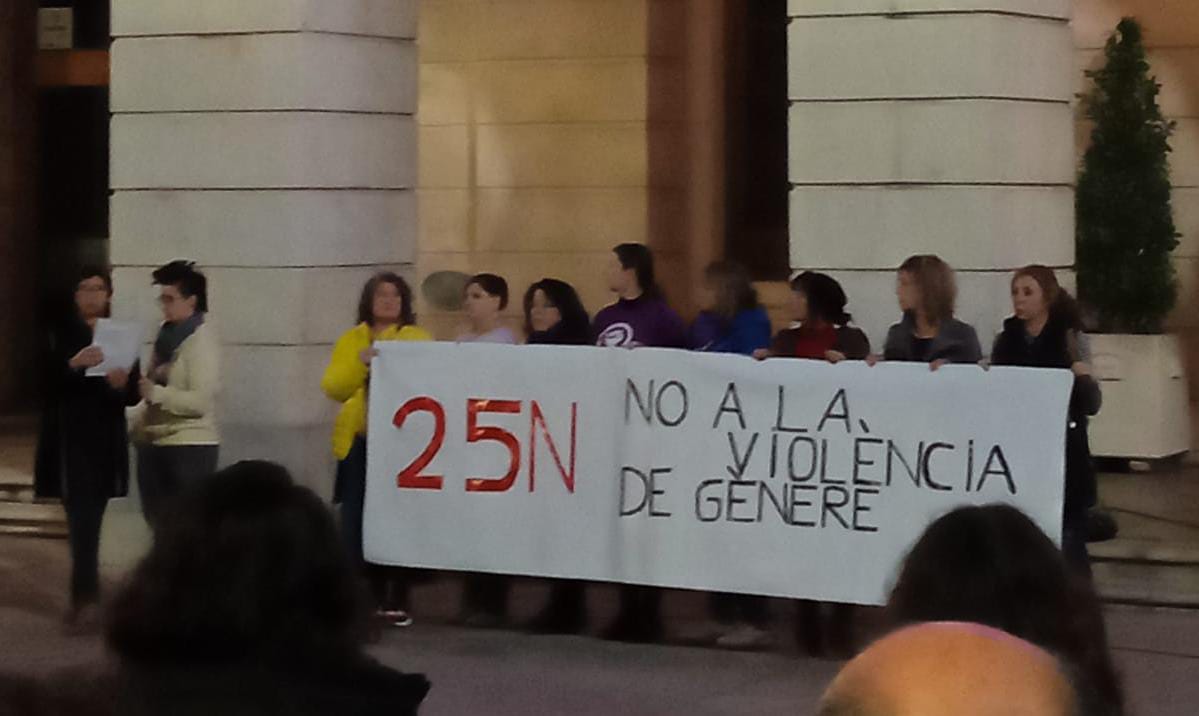 25N
NO A LA
VIOLÈNCIA
DE GÈNERE